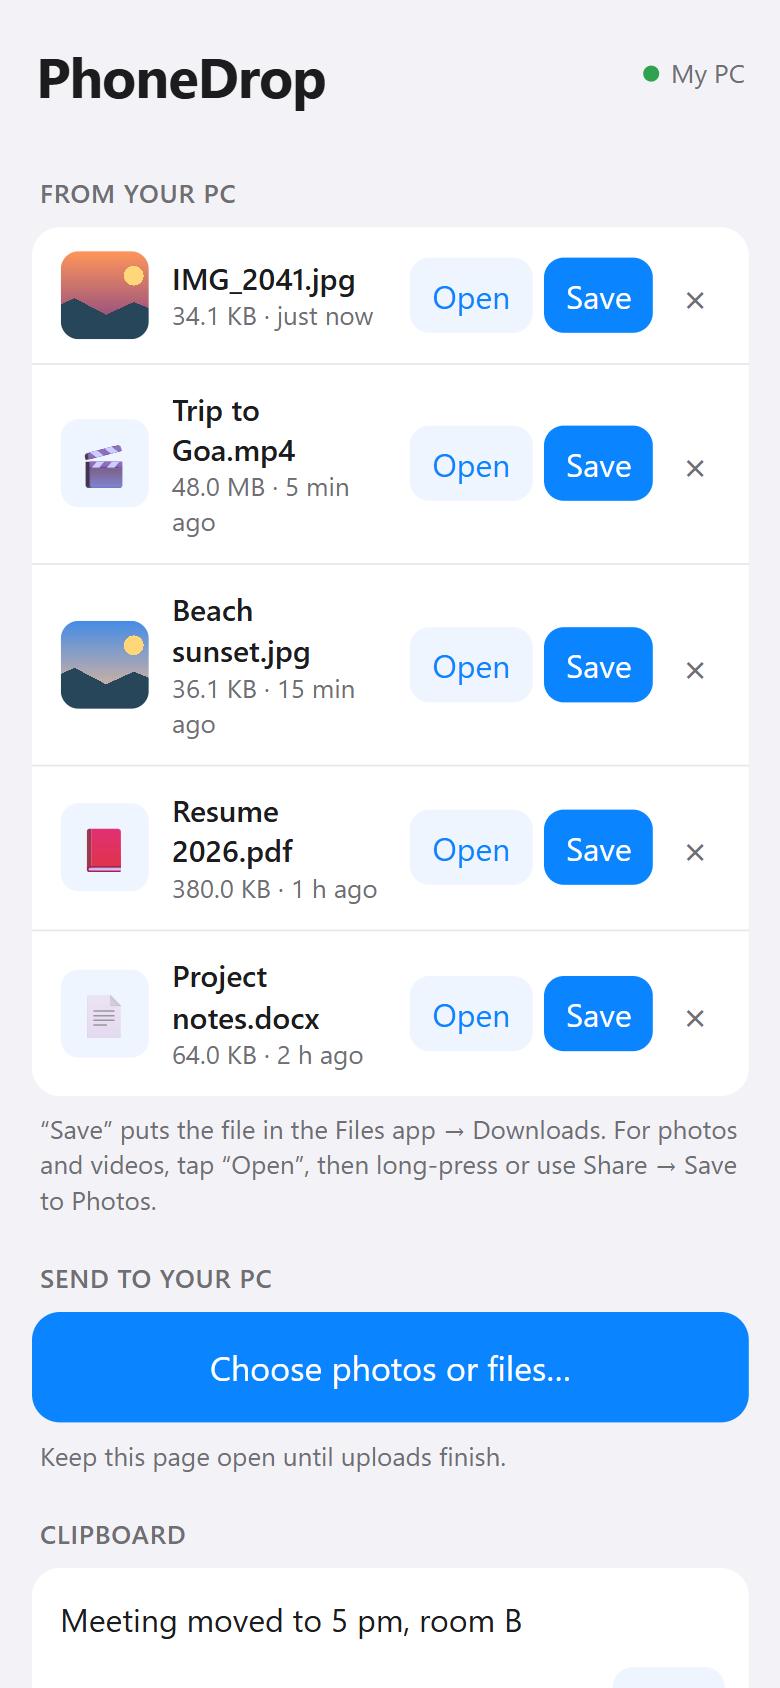 PhoneDrop
My PC
FROM YOUR PC
IMG_2041.jpg
34.1 KB · just now
Open
Save
×
Trip to
Goa.mp4
48.0 MB · 5 min
ago
Open
Save
×
Beach
sunset.jpg
36.1 KB · 15 min
ago
Open
Save
×
Resume
2026.pdf
380.0 KB · 1 h ago
Open
Save
×
Project
notes.docx
64.0 KB · 2 h ago
Open
Save
×
“Save” puts the file in the Files app → Downloads. For photos
and videos, tap “Open”, then long-press or use Share → Save
to Photos.
SEND TO YOUR PC
Choose photos or files...
Keep this page open until uploads finish.
CLIPBOARD
Meeting moved to 5 pm, room B